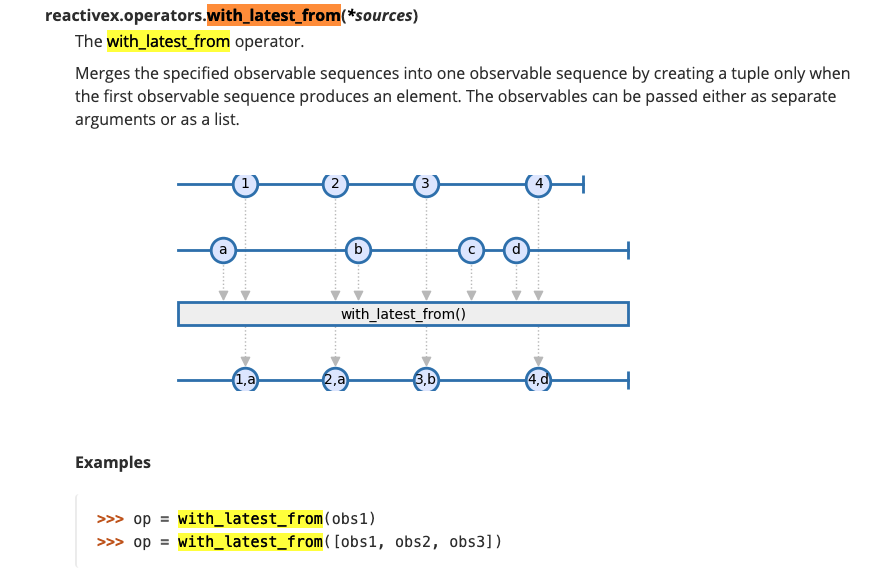 reactivex.operators.with_latest_from(*sources)
The with_latest_from operator.
Merges the specified observable sequences into one observable sequence by creating a tuple only when
the first observable sequence produces an element. The observables can be passed either as separate
arguments or as a list.
1 2 3 4
a b c d
with_latest_from()
1,a 2,a 3,b 4,d
Examples
>>> op = with_latest_from(obs1)
>>> op = with_latest_from([obs1, obs2, obs3])